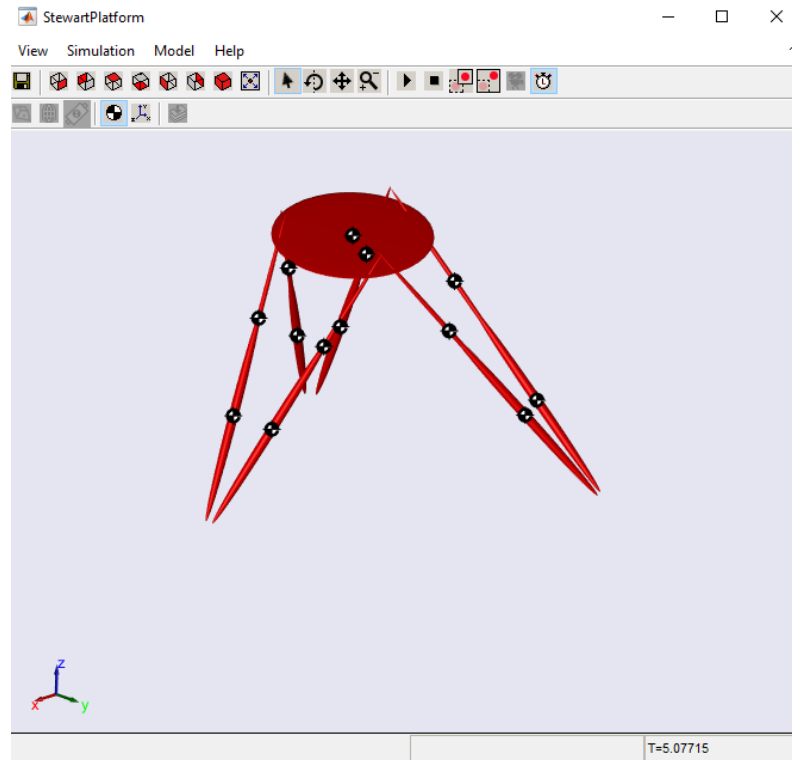 StewartPlatform
View Simulation Model Help
z
x
y
T=5.07715